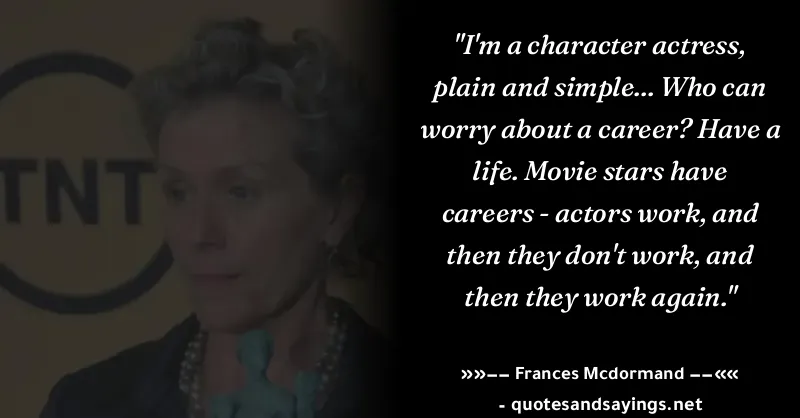 TNT
"I'm a character actress,
plain and simple... Who can
worry about a career? Have a
life. Movie stars have
careers - actors work, and
then they don't work, and
then they work again."
»»—— Frances Mcdormand ——««
- quotesandsayings.net